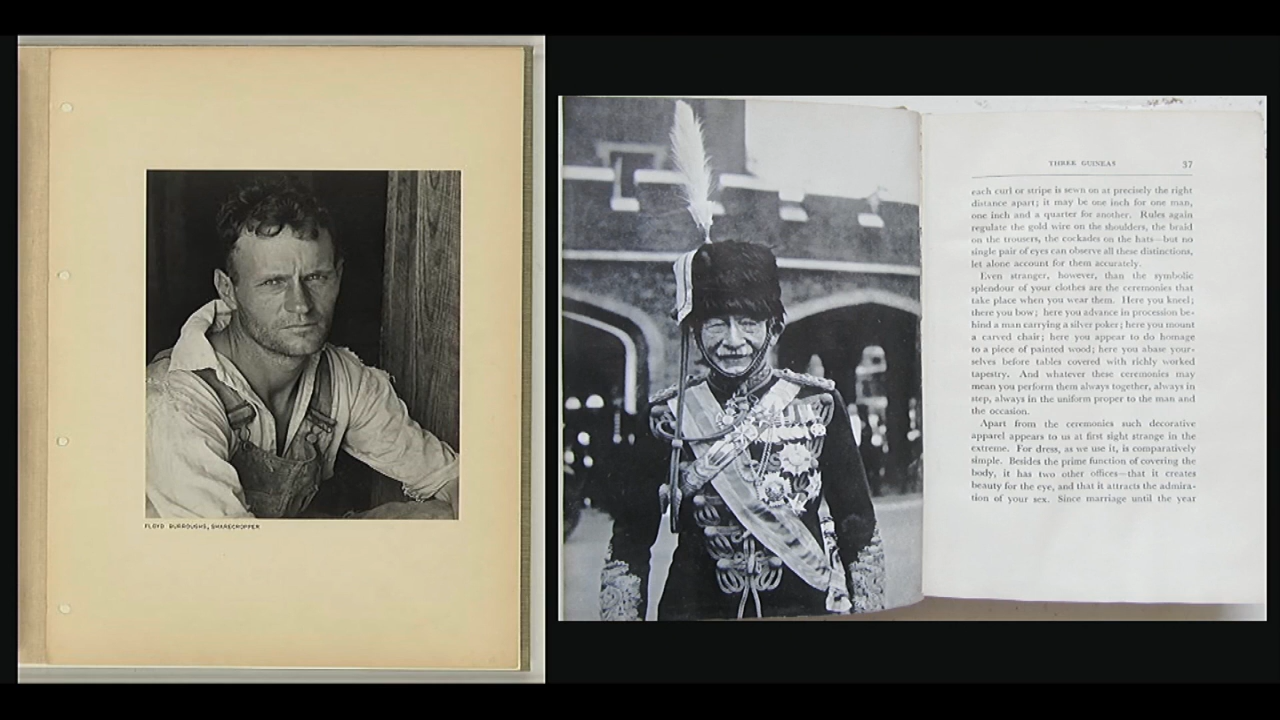 FLOYD BURROUGHS, SHARECROPPER
THREE GUINEAS 37
each curl or stripe is sewn on at precisely the right
distance apart; it may be one inch for one man,
one inch and a quarter for another. Rules again
regulate the gold wire on the shoulders, the braid
on the trousers, the cockades on the hats—but no
single pair of eyes can observe all these distinctions,
let alone account for them accurately.
Even stranger, however, than the symbolic
splendour of your clothes are the ceremonies that
take place when you wear them. Here you kneel;
there you bow; here you advance in procession be-
hind a man carrying a silver poker; here you mount
a carved chair; here you appear to do homage
to a piece of painted wood; here you abase your-
selves before tables covered with richly worked
tapestry. And whatever these ceremonies may
mean you perform them always together, always in
step, always in the uniform proper to the man and
the occasion.
Apart from the ceremonies such decorative
apparel appears to us at first sight strange in the
extreme. For dress, as we use it, is comparatively
simple. Besides the prime function of covering the
body, it has two other offices—that it creates
beauty for the eye, and that it attracts the admira-
tion of your sex. Since marriage until the year